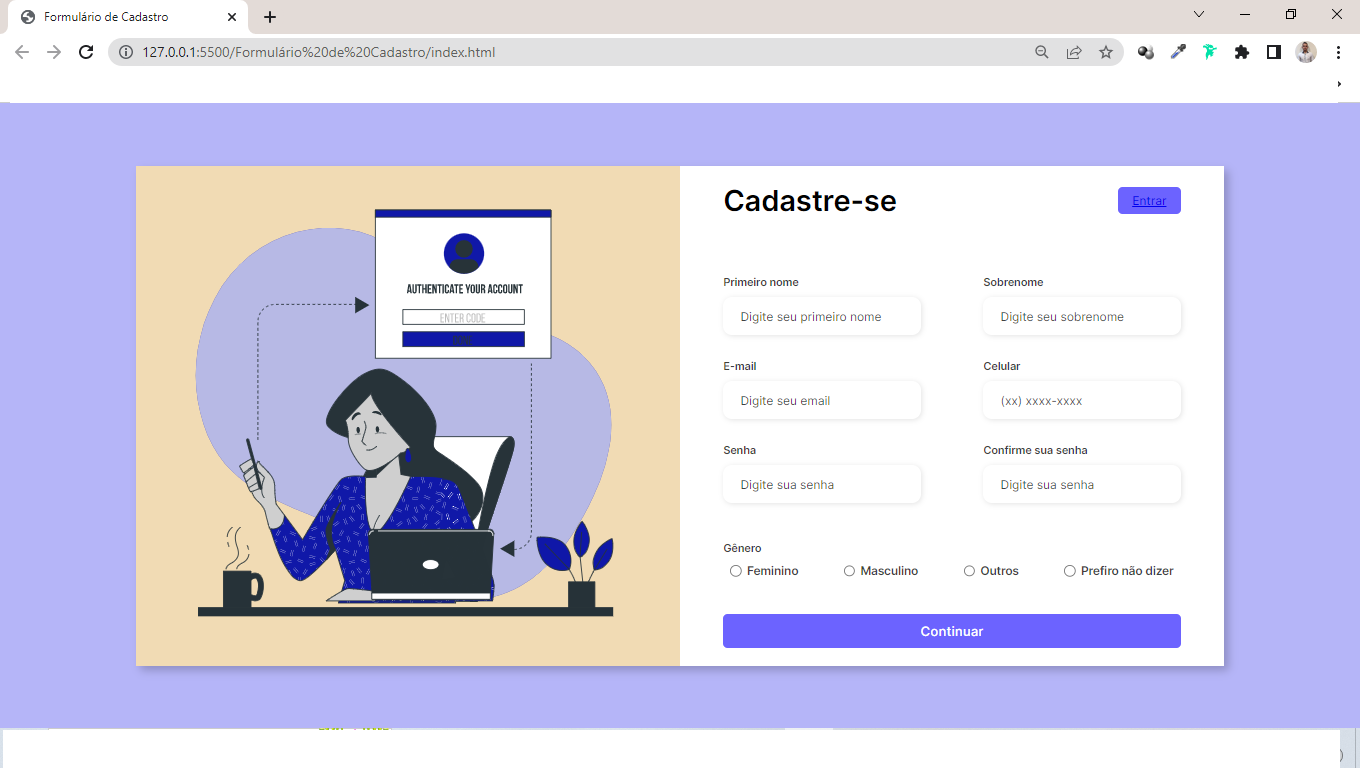 Formulário de Cadastro
127.0.0.1:5500/Formulário%20de%20Cadastro/index.html
Cadastre-se
Entrar
AUTHENTICATE YOUR ACCOUNT
ENTER CODE
Primeiro nome
Sobrenome
Digite seu primeiro nome
Digite seu sobrenome
E-mail
Celular
Digite seu email
(xx) xxxx-xxxx
Senha
Confirme sua senha
Digite sua senha
Digite sua senha
Gênero
Feminino
Masculino
Outros
Prefiro não dizer
Continuar